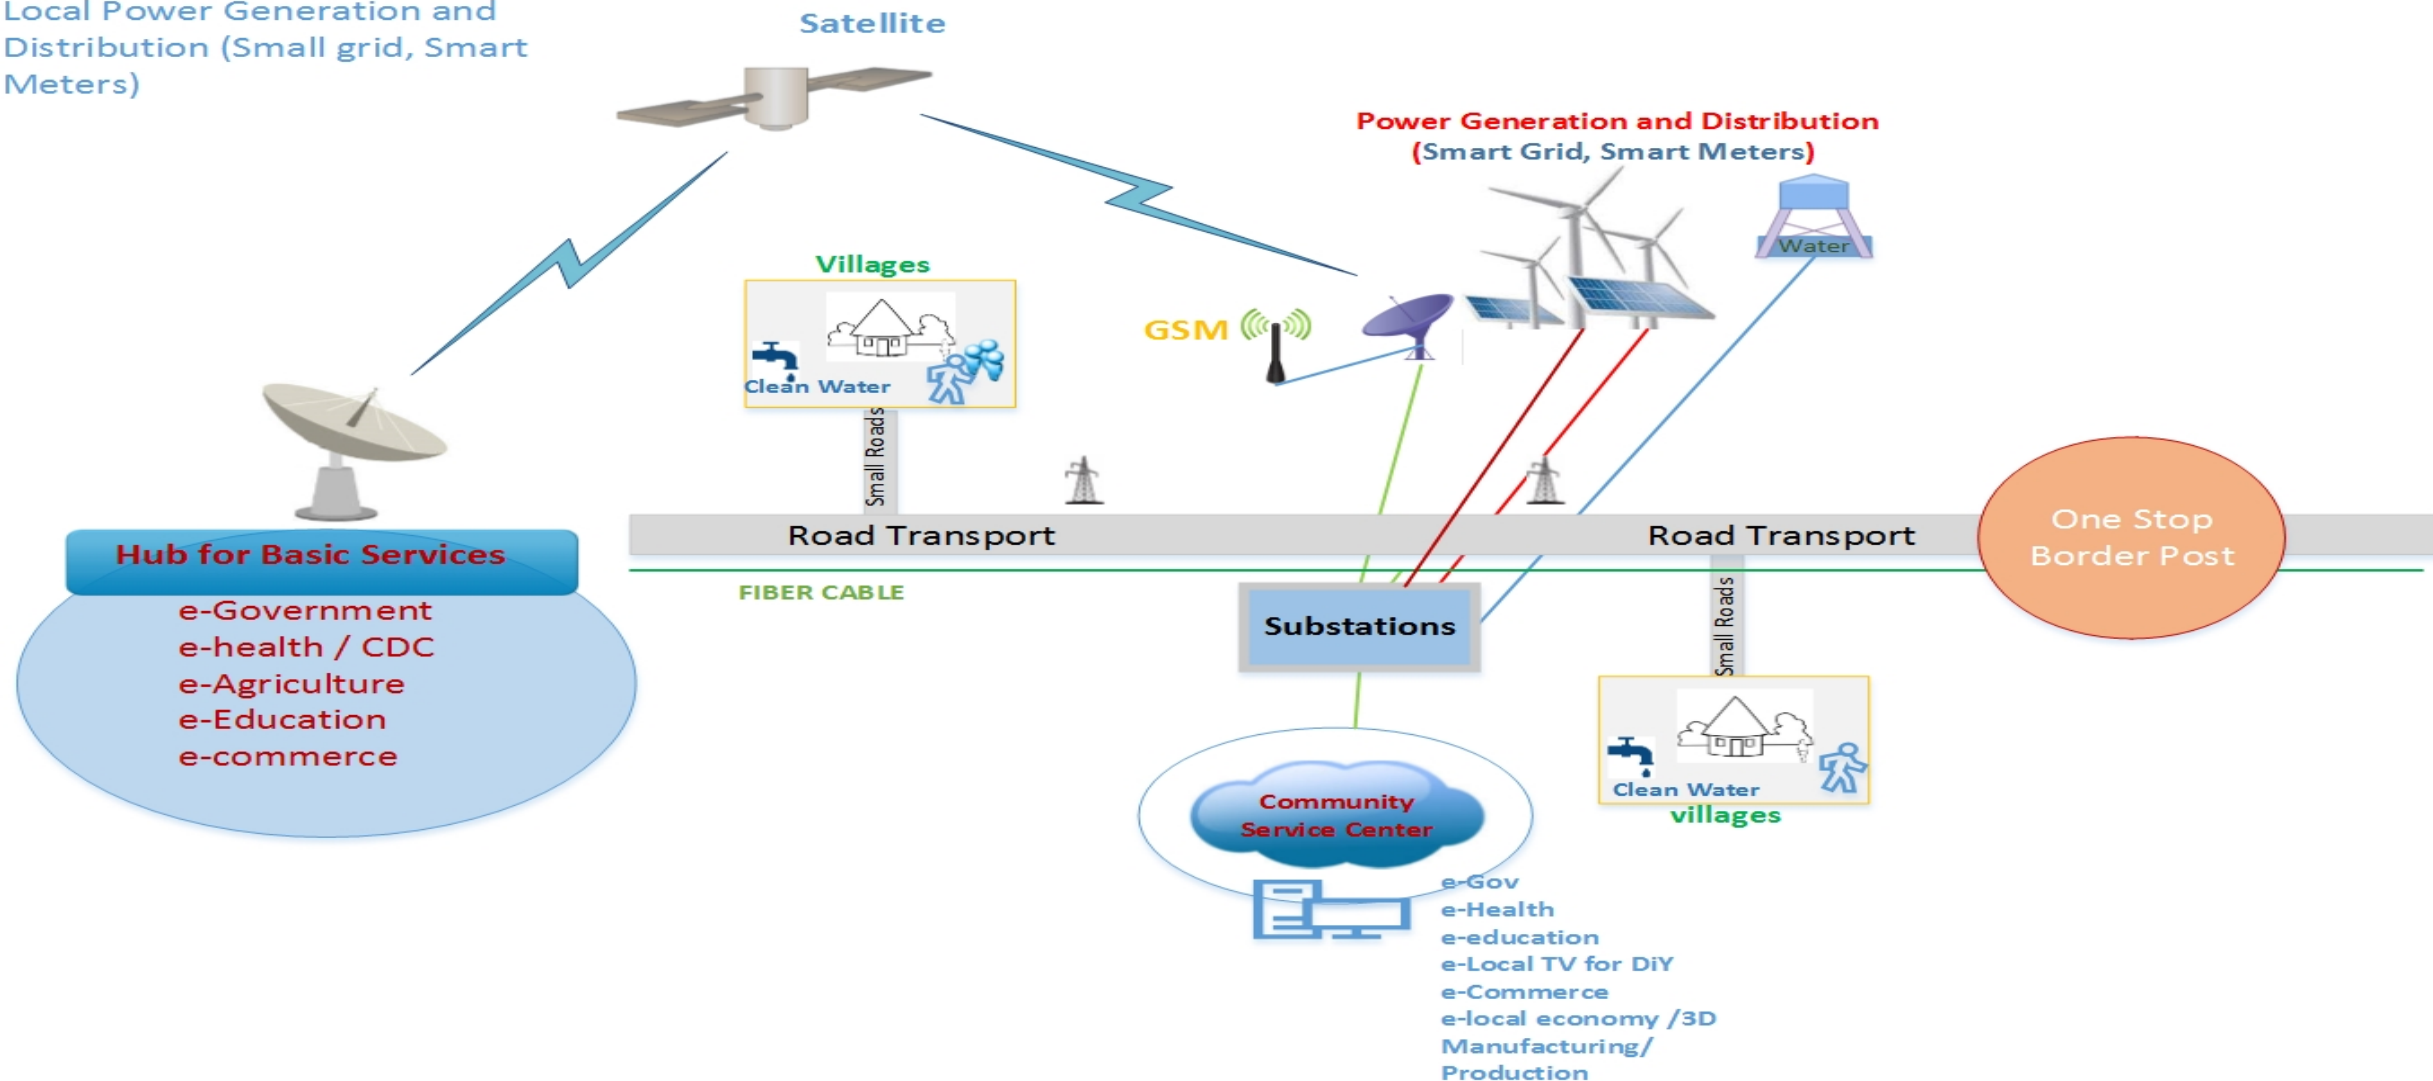 Local Power Generation and
Distribution (Small grid, Smart
Meters)
Satellite
Power Generation and Distribution
(Smart Grid, Smart Meters)
Water
Villages
Clean Water
GSM
Small Roads
Road Transport
Road Transport
One Stop
Border Post
Hub for Basic Services
e-Government
e-health / CDC
e-Agriculture
e-Education
e-commerce
FIBER CABLE
Substations
Small Roads
Clean Water
villages
Community
Service Center
e-Gov
e-Health
e-education
e-Local TV for DiY
e-Commerce
e-local economy /3D
Manufacturing/
Production